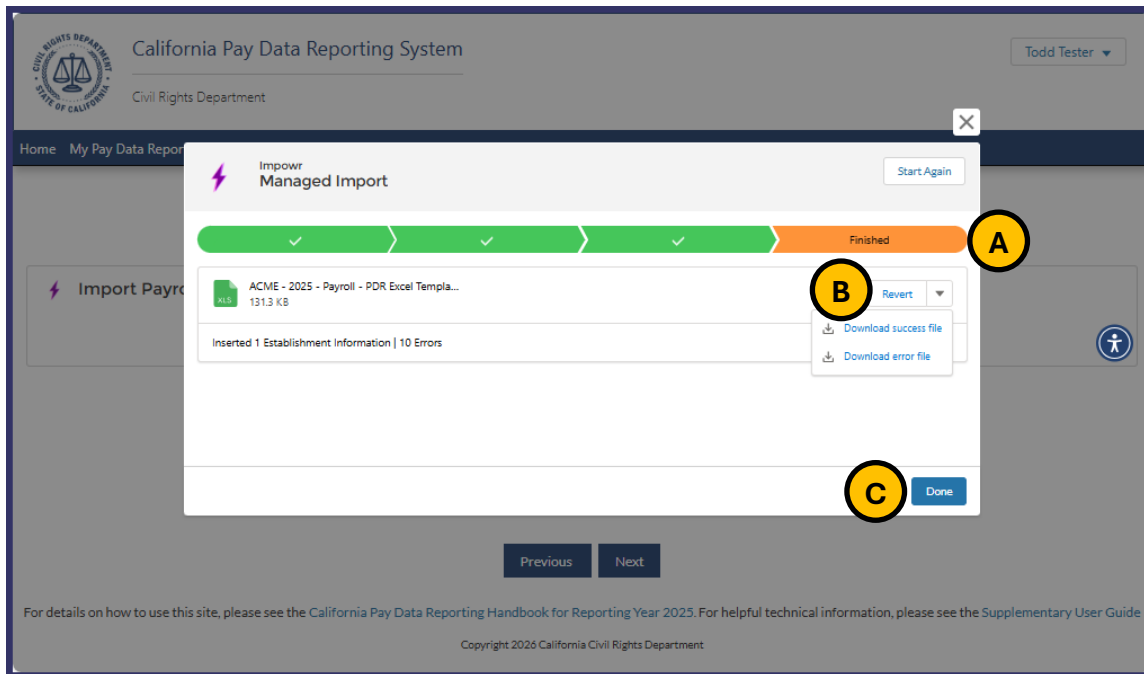 CIVIL RIGHTS DEPARTMENT
STATE OF CALIFORNIA
California Pay Data Reporting System
Civil Rights Department
Todd Tester
Home My Pay Data Repor
Impowr
Managed Import
Start Again
Finished
A
Import Payro
XLS
ACME - 2025 - Payroll - PDR Excel Templa...
131.3 KB
B
Revert
Download success file
Inserted 1 Establishment Information | 10 Errors
Download error file
C
Done
Previous Next
For details on how to use this site, please see the California Pay Data Reporting Handbook for Reporting Year 2025. For helpful technical information, please see the Supplementary User Guide
Copyright 2026 California Civil Rights Department